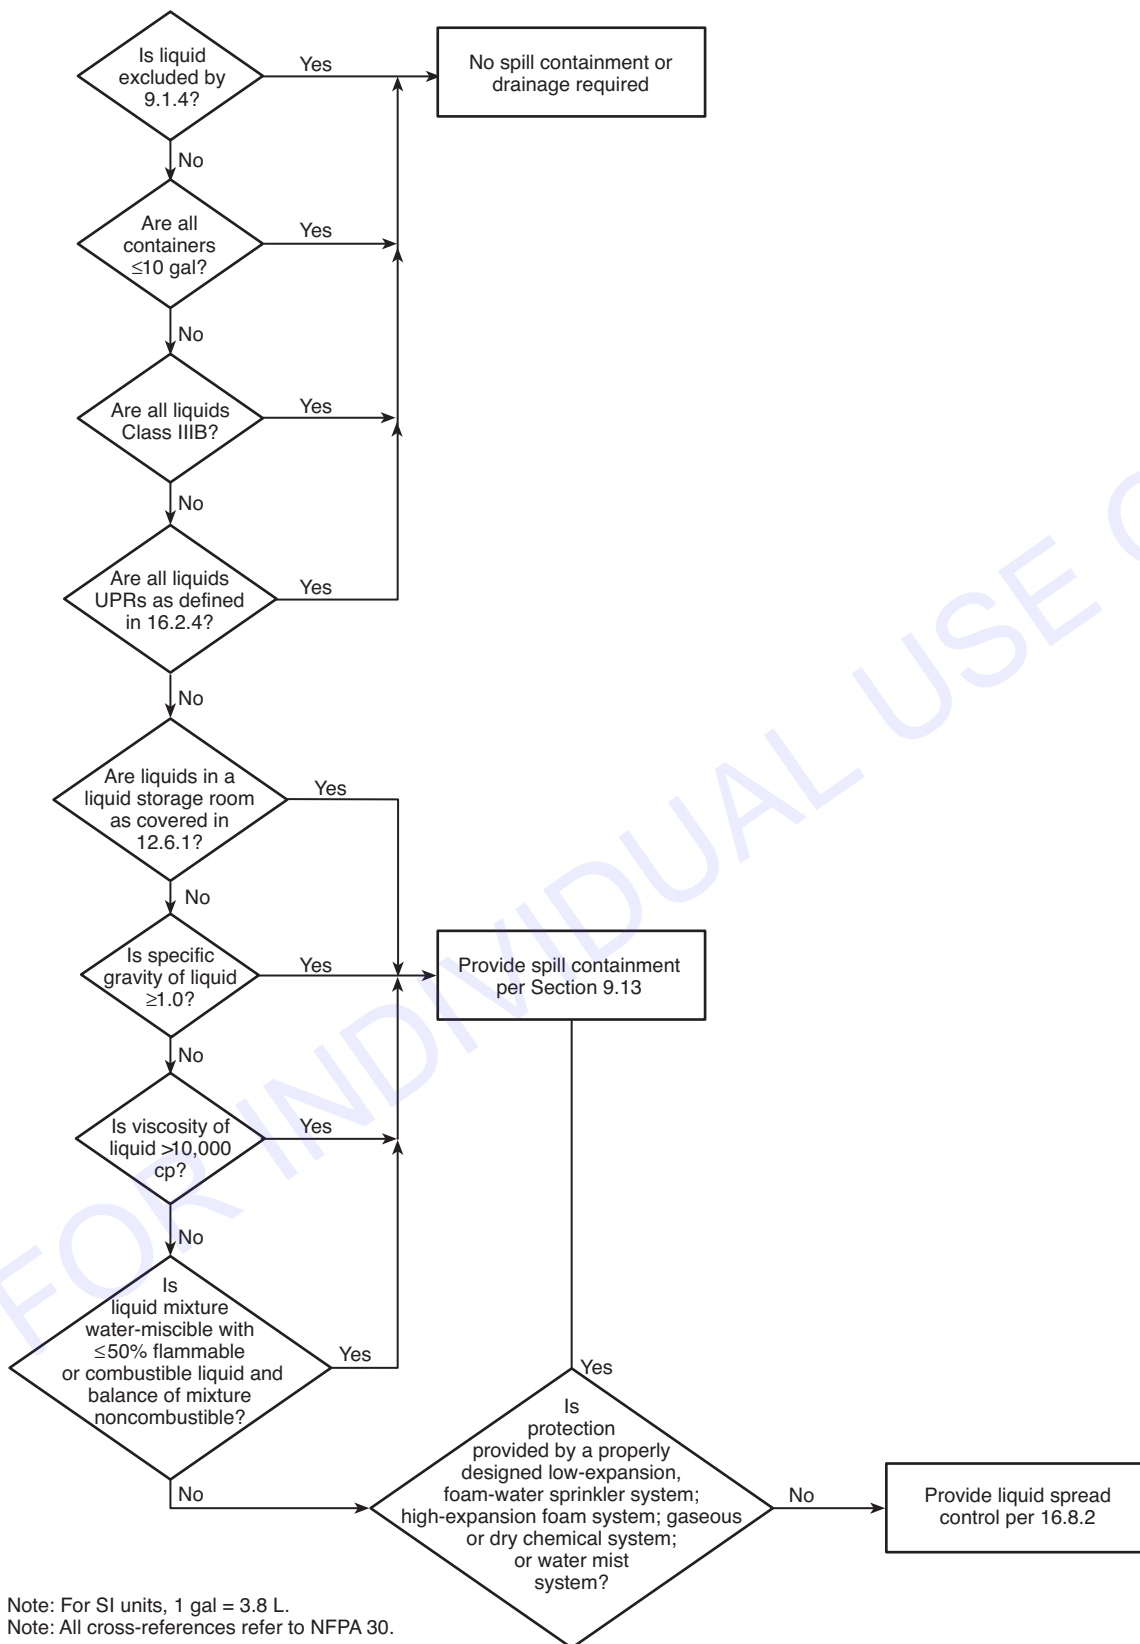 Is liquid
excluded by
9.1.4?
Yes
No spill containment or
drainage required
No
Are all
containers
≤10 gal?
Yes
No
Are all liquids
Class IIIB?
Yes
No
Are all liquids
UPRs as defined
in 16.2.4?
Yes
No
Are liquids in a
liquid storage room
as covered in
12.6.1?
Yes
No
Is specific
gravity of liquid
≥1.0?
Yes
Provide spill containment
per Section 9.13
No
Is viscosity of
liquid >10,000
cp?
Yes
No
Is
liquid mixture
water-miscible with
≤50% flammable
or combustible liquid and
balance of mixture
noncombustible?
Yes
No
Yes
Is
protection
provided by a properly
designed low-expansion,
foam-water sprinkler system;
high-expansion foam system; gaseous
or dry chemical system;
or water mist
system?
No
Provide liquid spread
control per 16.8.2
Note: For SI units, 1 gal = 3.8 L.
Note: All cross-references refer to NFPA 30.
FOR INDIVIDUAL USE